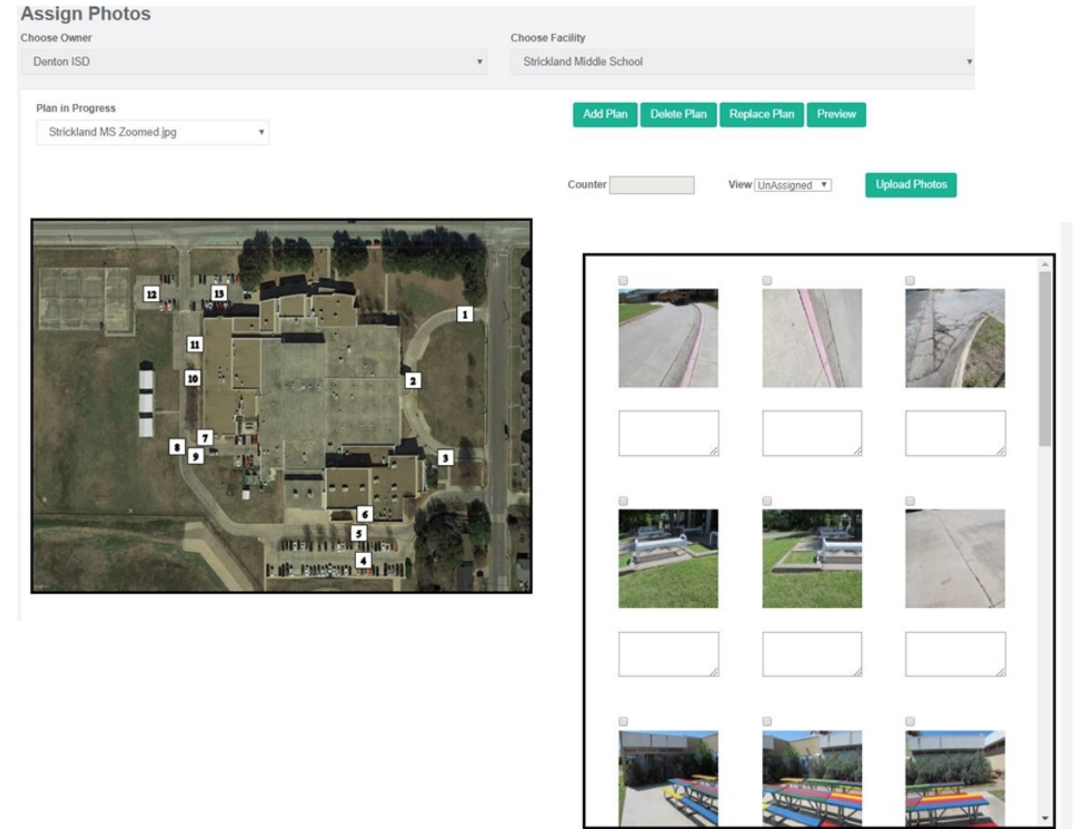 Assign Photos
Choose Owner
Choose Facility
Denton ISD
Strickland Middle School
Plan in Progress
Strickland MS Zoomed.jpg
Add Plan
Delete Plan
Replace Plan
Preview
Counter
View UnAssigned
Upload Photos
12
13
1
11
10
2
7
8
9
3
6
5
4